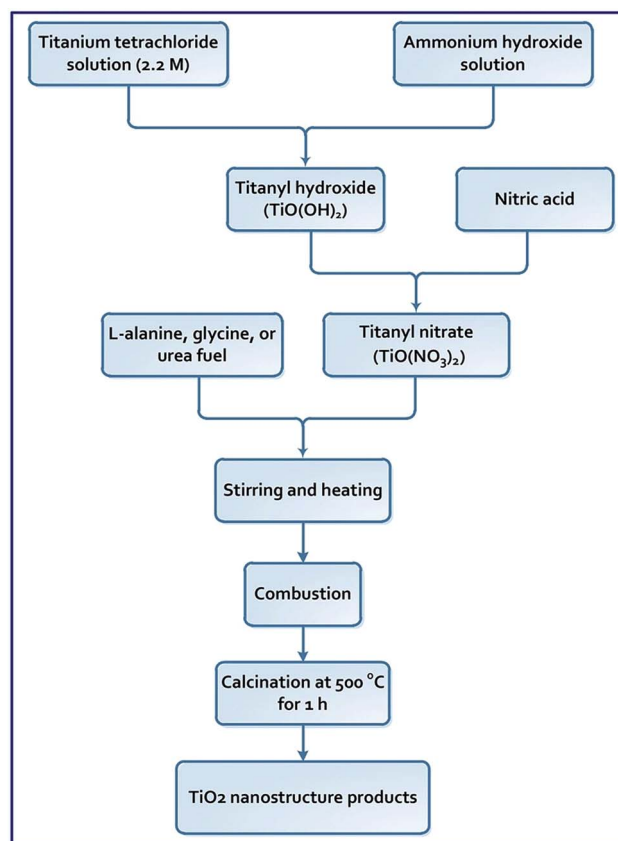 Titanium tetrachloride
solution (2.2 M)
Ammonium hydroxide
solution
Titanyl hydroxide
(TiO(OH)₂)
Nitric acid
L-alanine, glycine, or
urea fuel
Titanyl nitrate
(TiO(NO₃)₂)
Stirring and heating
Combustion
Calcination at 500 °C
for 1 h
TiO2 nanostructure products